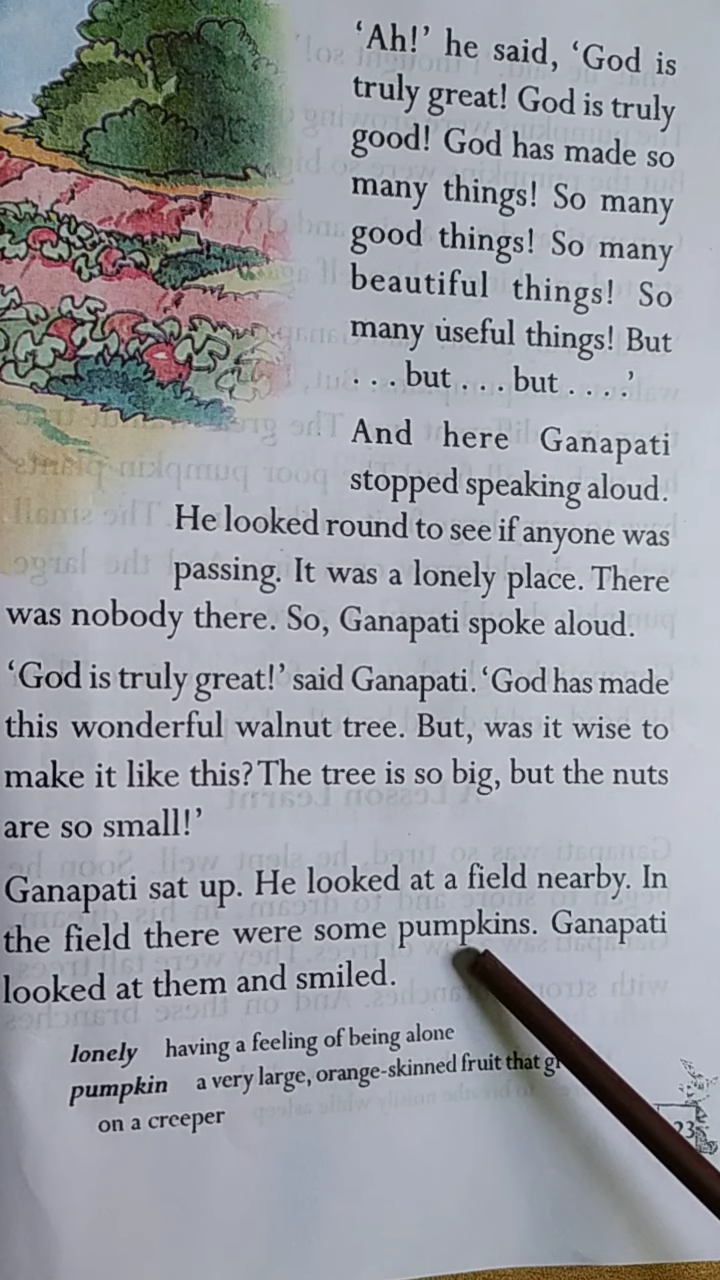 ‘Ah!’ he said, ‘God is
truly great! God is truly
good! God has made so
many things! So many
good things! So many
beautiful things! So
many useful things! But
. . . but . . . but . . . .’
And here Ganapati
stopped speaking aloud.
He looked round to see if anyone was
passing. It was a lonely place. There
was nobody there. So, Ganapati spoke aloud.
‘God is truly great!’ said Ganapati. ‘God has made
this wonderful walnut tree. But, was it wise to
make it like this? The tree is so big, but the nuts
are so small!’
Ganapati sat up. He looked at a field nearby. In
the field there were some pumpkins. Ganapati
looked at them and smiled.
lonely having a feeling of being alone
pumpkin a very large, orange-skinned fruit that
on a creeper
23